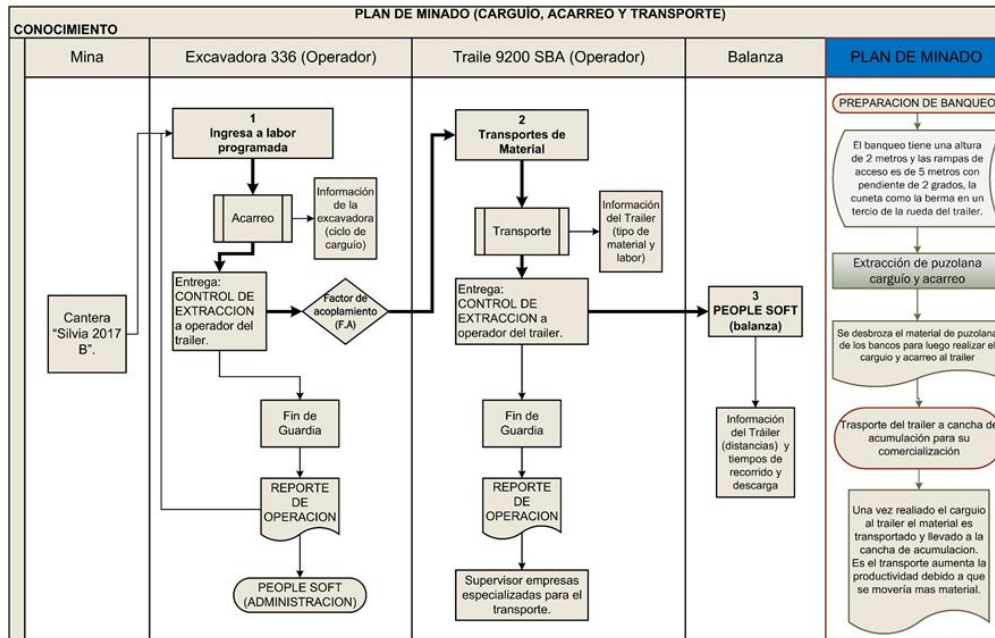 PLAN DE MINADO (CARGUÍO, ACARREO Y TRANSPORTE)
CONOCIMIENTO
Mina
Excavadora 336 (Operador)
Traile 9200 SBA (Operador)
Balanza
PLAN DE MINADO
Cantera
“Silvia 2017
B”.
1
Ingresa a labor
programada
Acarreo
Información
de la
excavadora
(ciclo de
carguío)
Entrega:
CONTROL DE
EXTRACCION
a operador del
trailer.
Factor de
acoplamiento
(F.A)
Fin de
Guardia
REPORTE
DE
OPERACION
PEOPLE SOFT
(ADMINISTRACION)
2
Transportes de
Material
Transporte
Información
del Trailer
(tipo de
material y
labor)
Entrega:
CONTROL DE
EXTRACCION a
operador del trailer.
Fin de
Guardia
REPORTE
DE
OPERACION
Supervisor empresas
especializadas para el
transporte.
3
PEOPLE SOFT
(balanza)
Información
del Tráiler
(distancias) y
tiempos de
recorrido y
descarga
PREPARACION DE BANQUEO
El banqueo tiene una altura
de 2 metros y las rampas de
acceso es de 5 metros con
pendiente de 2 grados, la
cuneta como la berma en un
tercio de la rueda del trailer.
Extracción de puzolana
carguío y acarreo
Se desbroza el material de puzolana
de los bancos para luego realizar el
carguio y acarreo al trailer
Trasporte del trailer a cancha de
acumulación para su
comercialización
Una vez realiado el carguio
al trailer el material es
transportado y llevado a la
cancha de acumulacion.
Es el transporte aumenta la
productividad debido a que
se movería mas material.